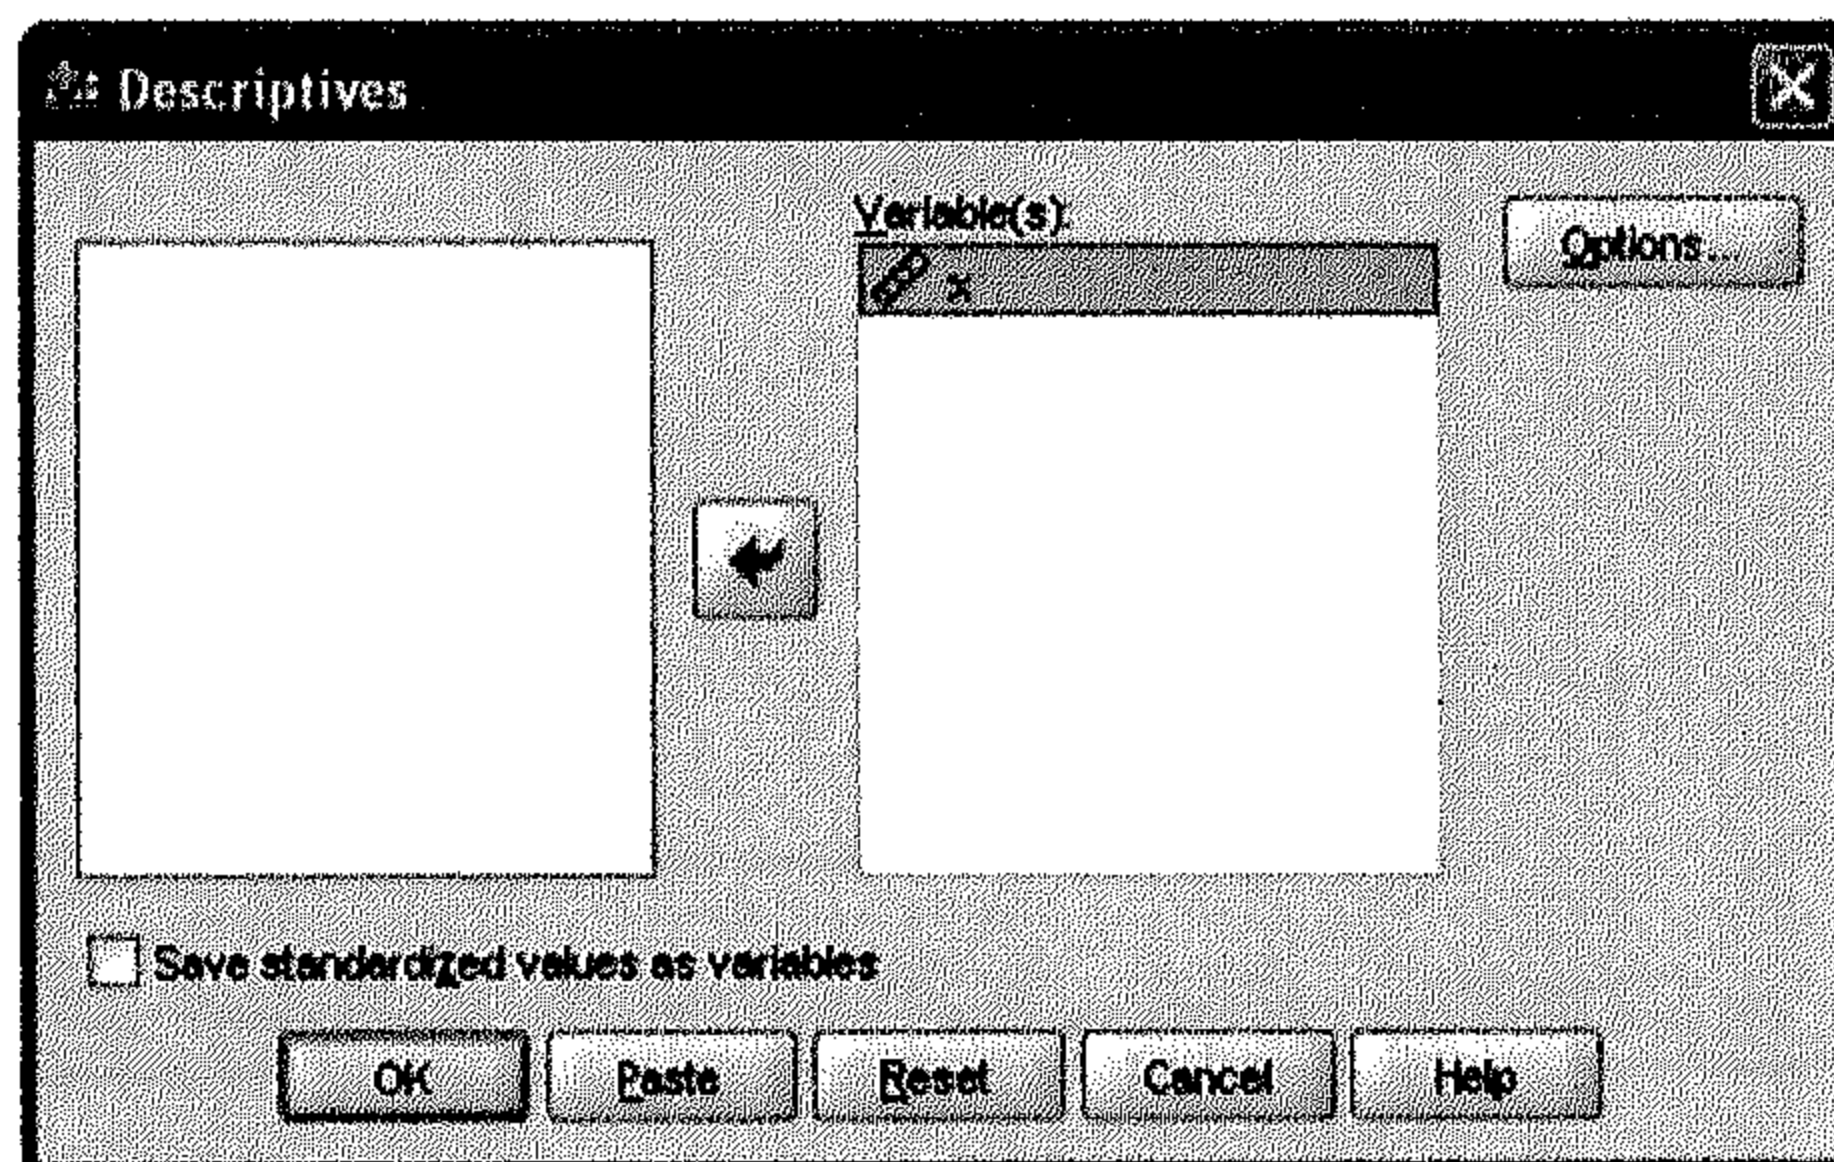 Descriptives
Variable(s):
Options...
x
Save standardized values as variables
OK Paste Reset Cancel Help